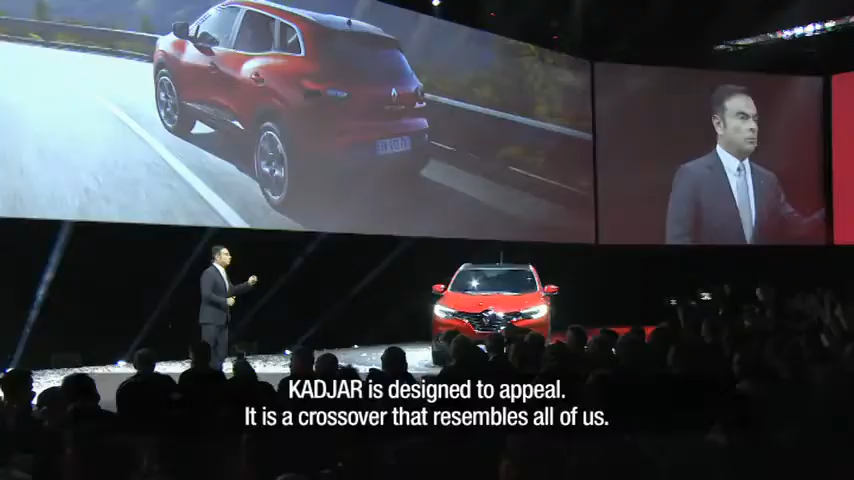 KADJAR is designed to appeal.
It is a crossover that resembles all of us.